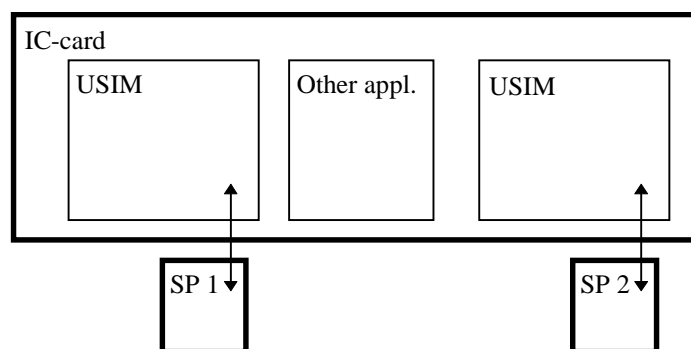 IC-card
USIM
Other appl.
USIM
SP 1
SP 2